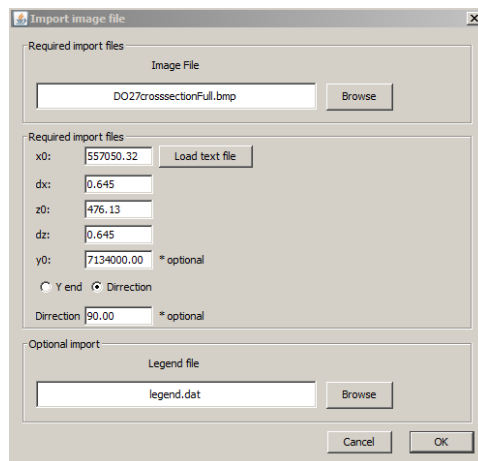 Import image file
Required import files
Image File
DO27crosssectionFull.bmp Browse
Required import files
x0: 557050.32 Load text file
dx: 0.645
z0: 476.13
dz: 0.645
y0: 7134000.00 * optional
Y end Dirrection
Dirrection 90.00 * optional
Optional import
Legend file
legend.dat Browse
Cancel OK